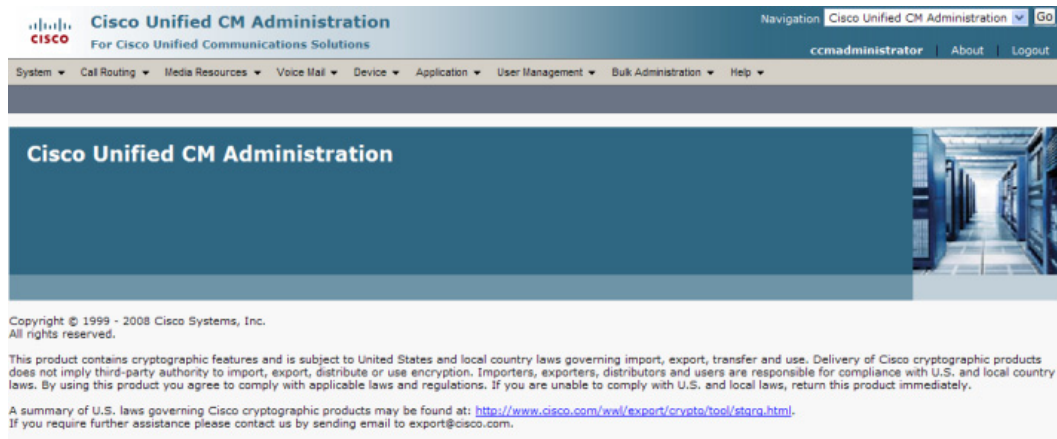 Cisco Unified CM Administration
For Cisco Unified Communications Solutions
CISCO
Navigation Cisco Unified CM Administration Go
ccmadministrator | About | Logout
System Call Routing Media Resources Voice Mail Device Application User Management Bulk Administration Help
Cisco Unified CM Administration
Copyright © 1999 - 2008 Cisco Systems, Inc.
All rights reserved.
This product contains cryptographic features and is subject to United States and local country laws governing import, export, transfer and use. Delivery of Cisco cryptographic products
does not imply third-party authority to import, export, distribute or use encryption. Importers, exporters, distributors and users are responsible for compliance with U.S. and local country
laws. By using this product you agree to comply with applicable laws and regulations. If you are unable to comply with U.S. and local laws, return this product immediately.
A summary of U.S. laws governing Cisco cryptographic products may be found at: http://www.cisco.com/wwl/export/crypto/tool/stqrg.html.
If you require further assistance please contact us by sending email to export@cisco.com.